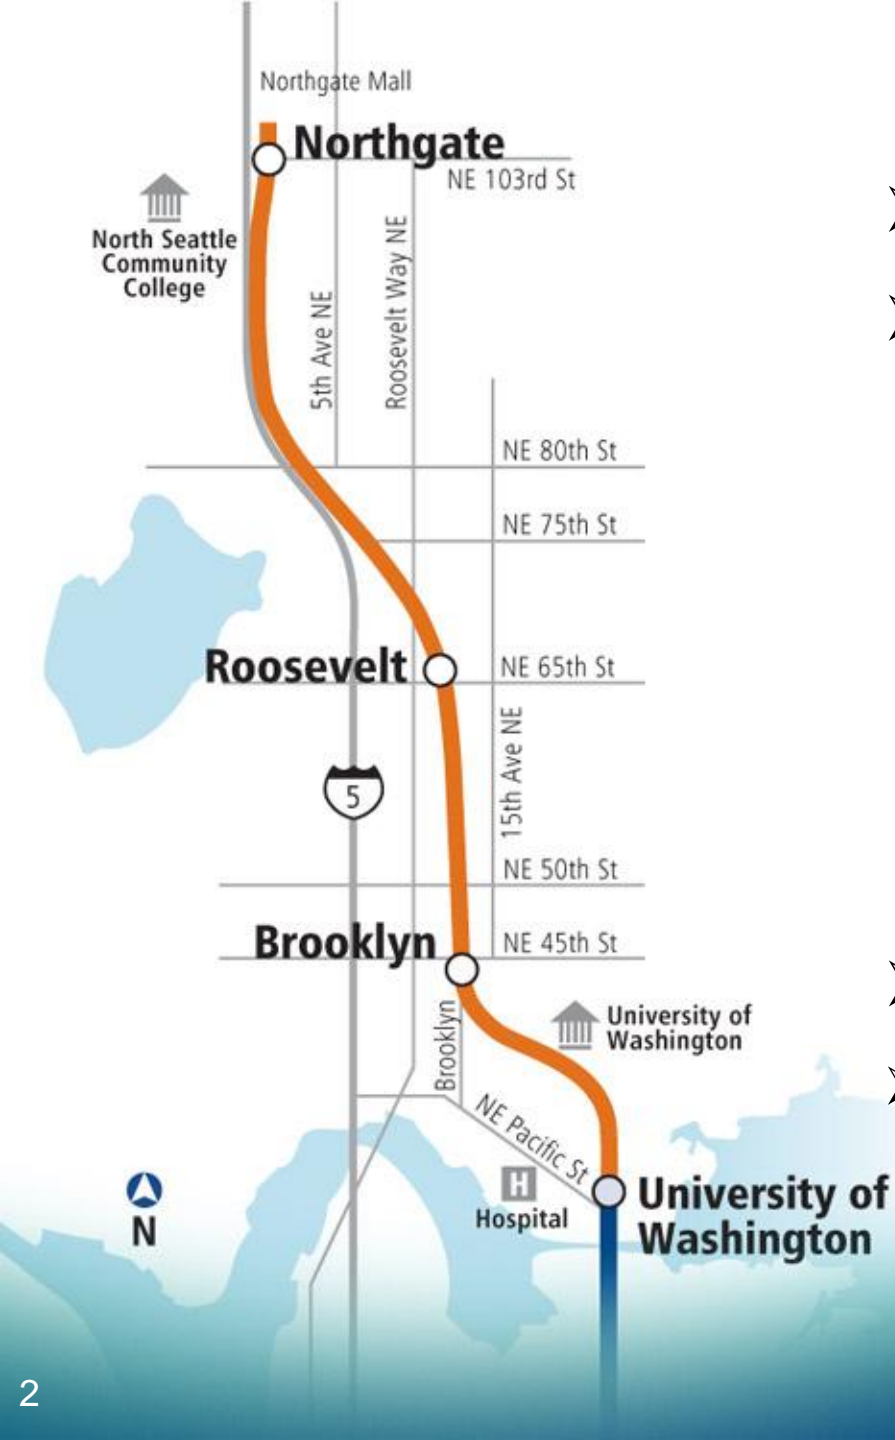 Northgate Mall
Northgate
NE 103rd St
North Seattle
Community
College
5th Ave NE
Roosevelt Way NE
NE 80th St
NE 75th St
Roosevelt
NE 65th St
15th Ave NE
5
NE 50th St
Brooklyn
NE 45th St
University of
Washington
Brooklyn
NE Pacific St
H
Hospital
University of
Washington
N
2